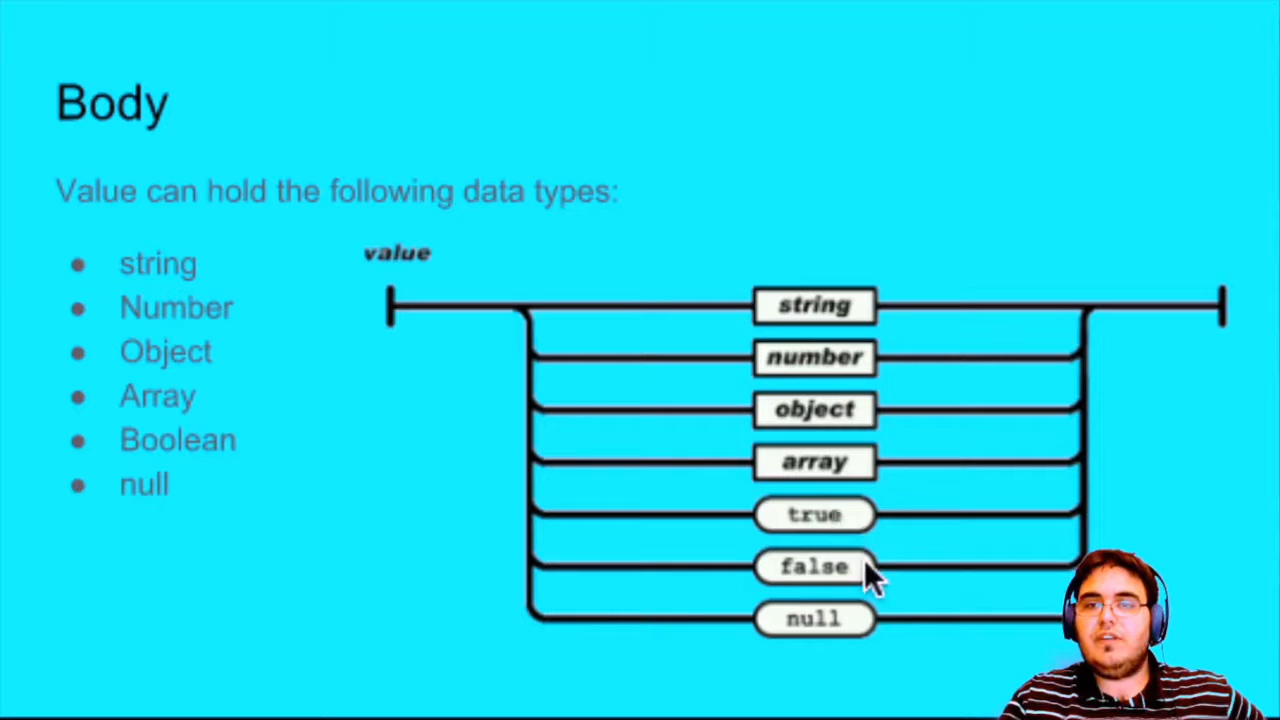 Body
Value can hold the following data types:
● string
● Number
● Object
● Array
● Boolean
● null
value
string
number
object
array
true
false
null